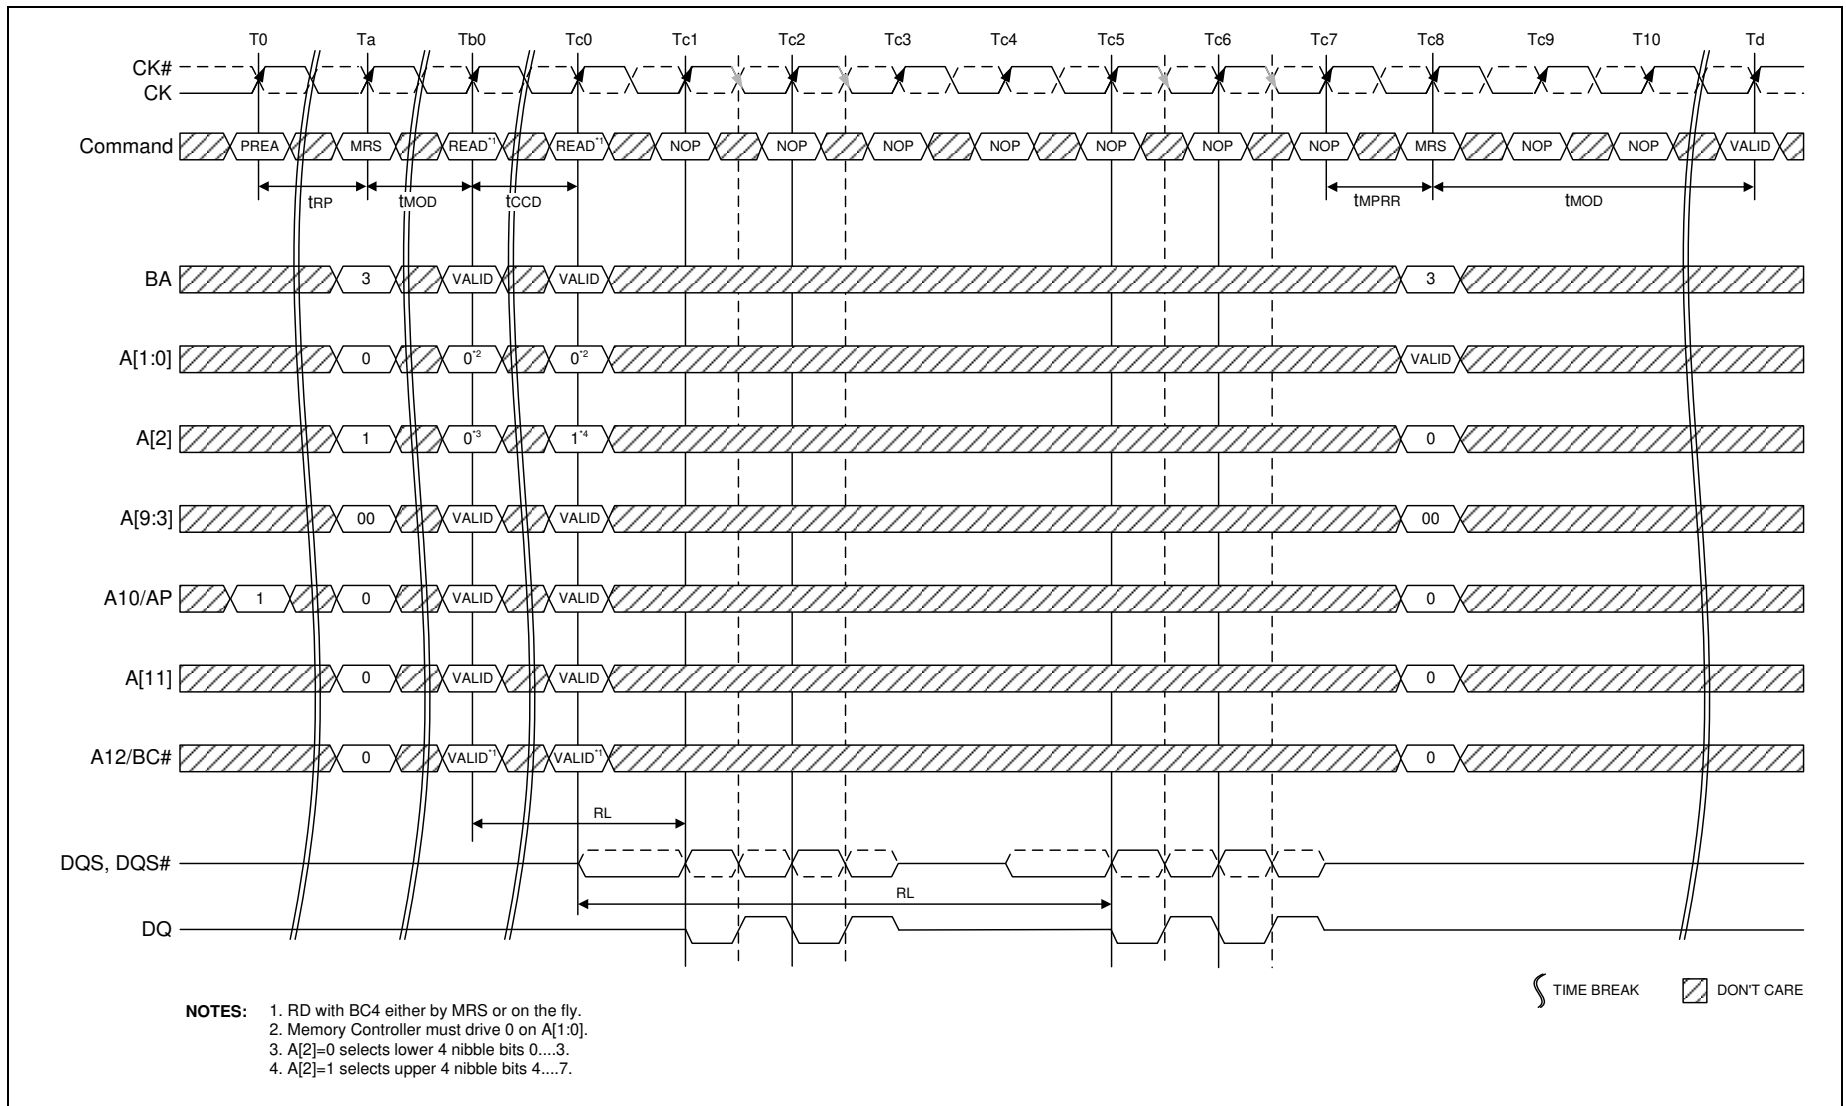 T0 Ta Tb0 Tc0 Tc1 Tc2 Tc3 Tc4 Tc5 Tc6 Tc7 Tc8 Tc9 T10 Td
CK#
CK
Command PREA MRS READ*1 READ*1 NOP NOP NOP NOP NOP NOP NOP MRS NOP NOP VALID
tRP tMOD tCCD tMPRR tMOD
BA 3 VALID VALID 3
A[1:0] 0 0*2 0*2 VALID
A[2] 1 0*3 1*4 0
A[9:3] 00 VALID VALID 00
A10/AP 1 0 VALID VALID 0
A[11] 0 VALID VALID 0
A12/BC# 0 VALID*1 VALID*1 0
RL
DQS, DQS#
RL
DQ
TIME BREAK DON'T CARE
NOTES: 1. RD with BC4 either by MRS or on the fly.
2. Memory Controller must drive 0 on A[1:0].
3. A[2]=0 selects lower 4 nibble bits 0....3.
4. A[2]=1 selects upper 4 nibble bits 4....7.